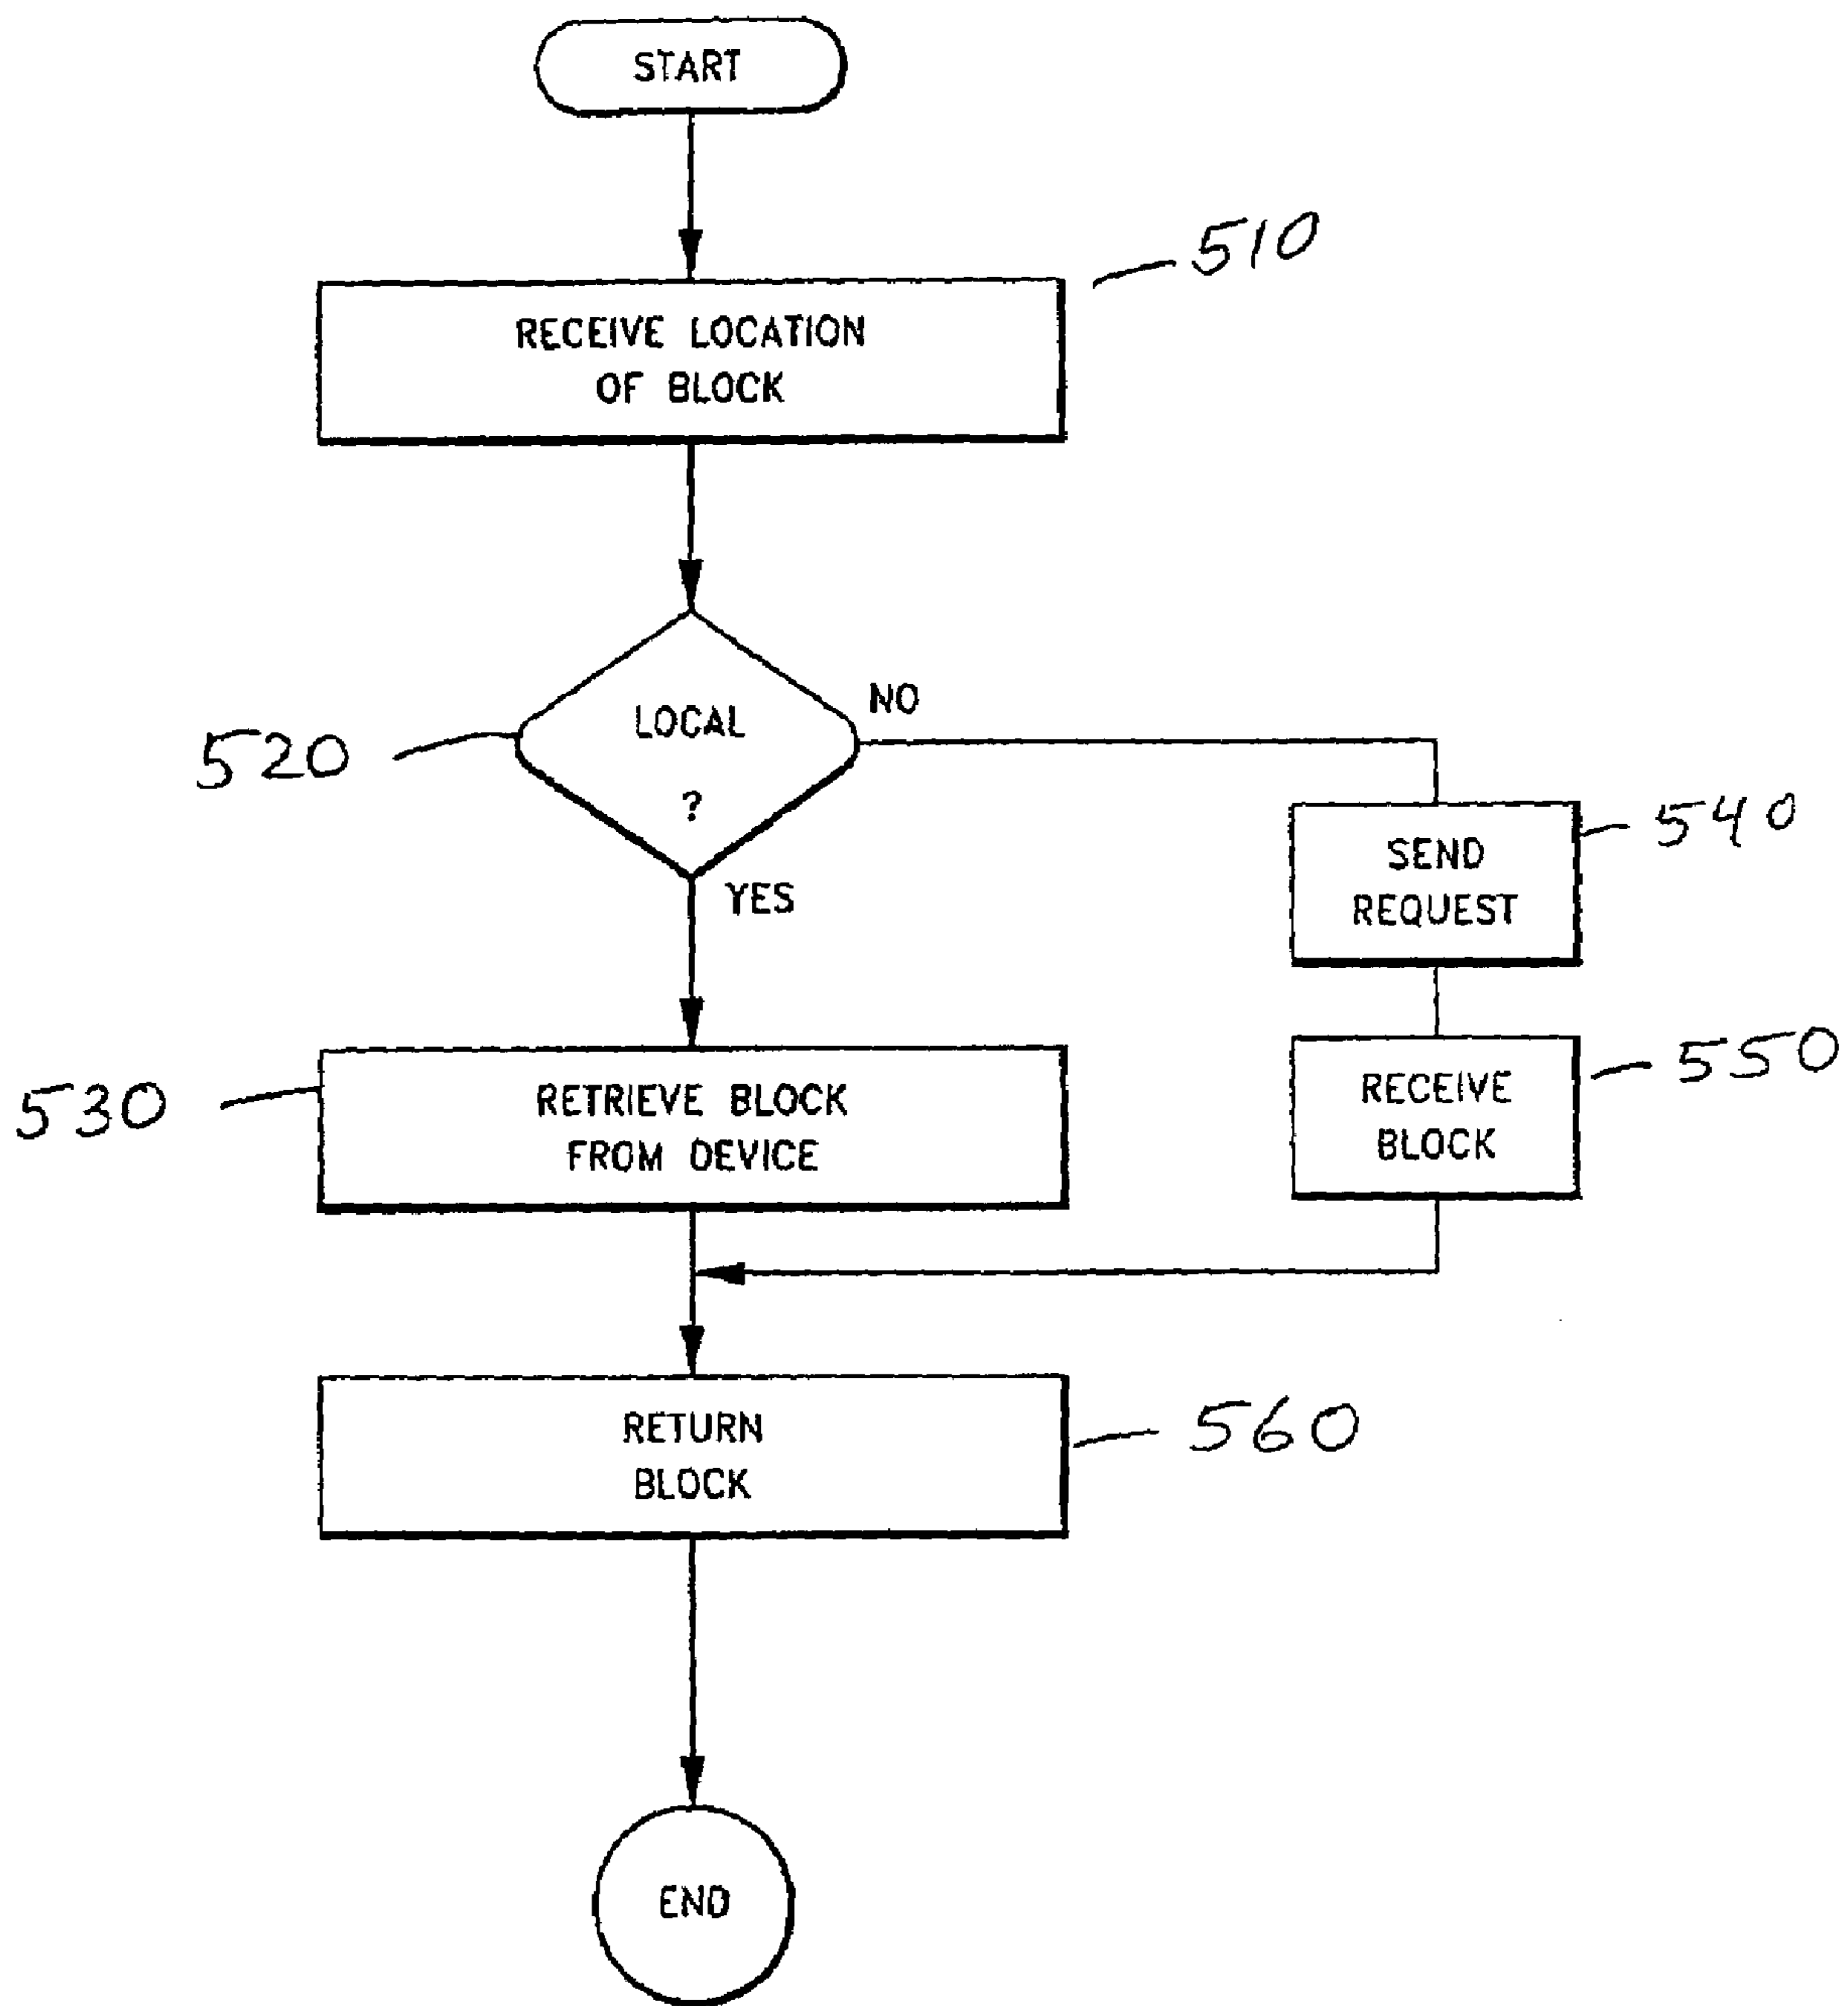 START
510
RECEIVE LOCATION
OF BLOCK
520
LOCAL
?
NO
YES
540
SEND
REQUEST
530
RETRIEVE BLOCK
FROM DEVICE
550
RECEIVE
BLOCK
560
RETURN
BLOCK
END